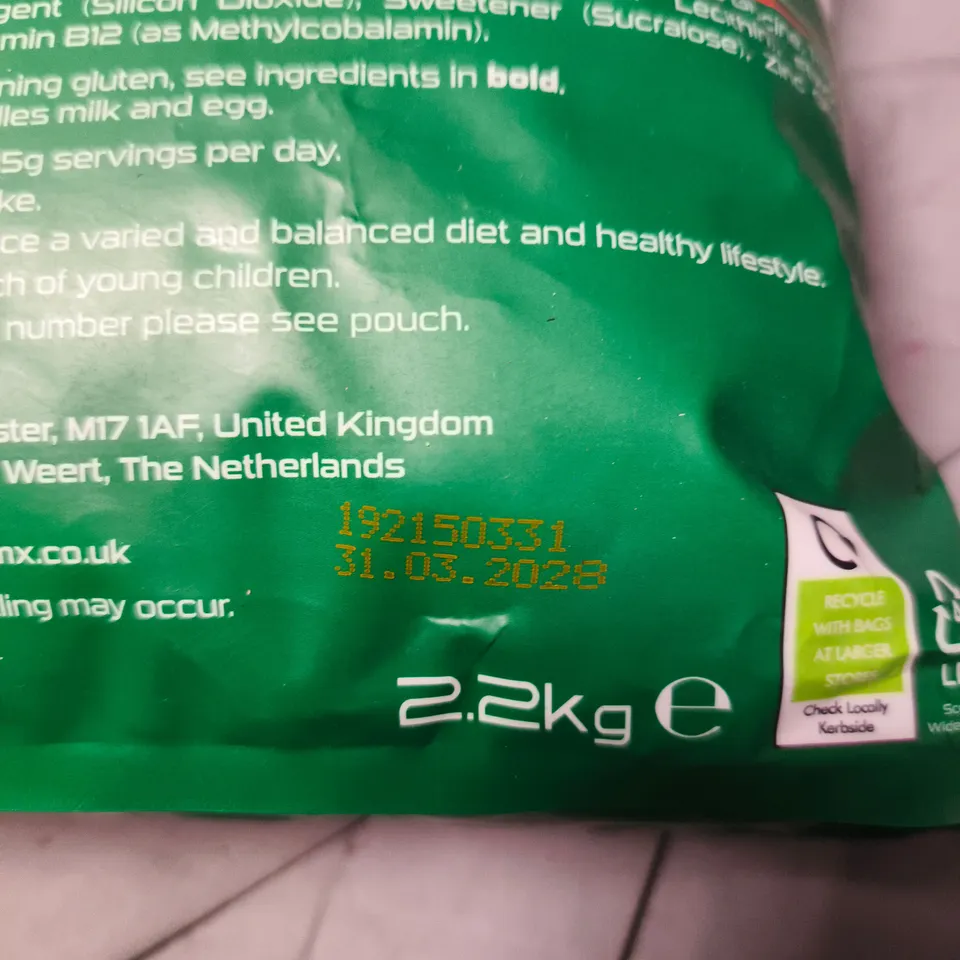 gent (Silicon Dioxide), Sweetener (Sucralose), Zinc
min B12 (as Methylcobalamin).
Lecithin
ning gluten, see ingredients in bold.
lles milk and egg.
5g servings per day.
ke.
ce a varied and balanced diet and healthy lifestyle.
ch of young children.
number please see pouch.
ster, M17 1AF, United Kingdom
Weert, The Netherlands
192150331
31.03.2028
mx.co.uk
ling may occur.
2.2kg e
RECYCLE
WITH BAGS
AT LARGER
STORES
Check Locally
Kerbside